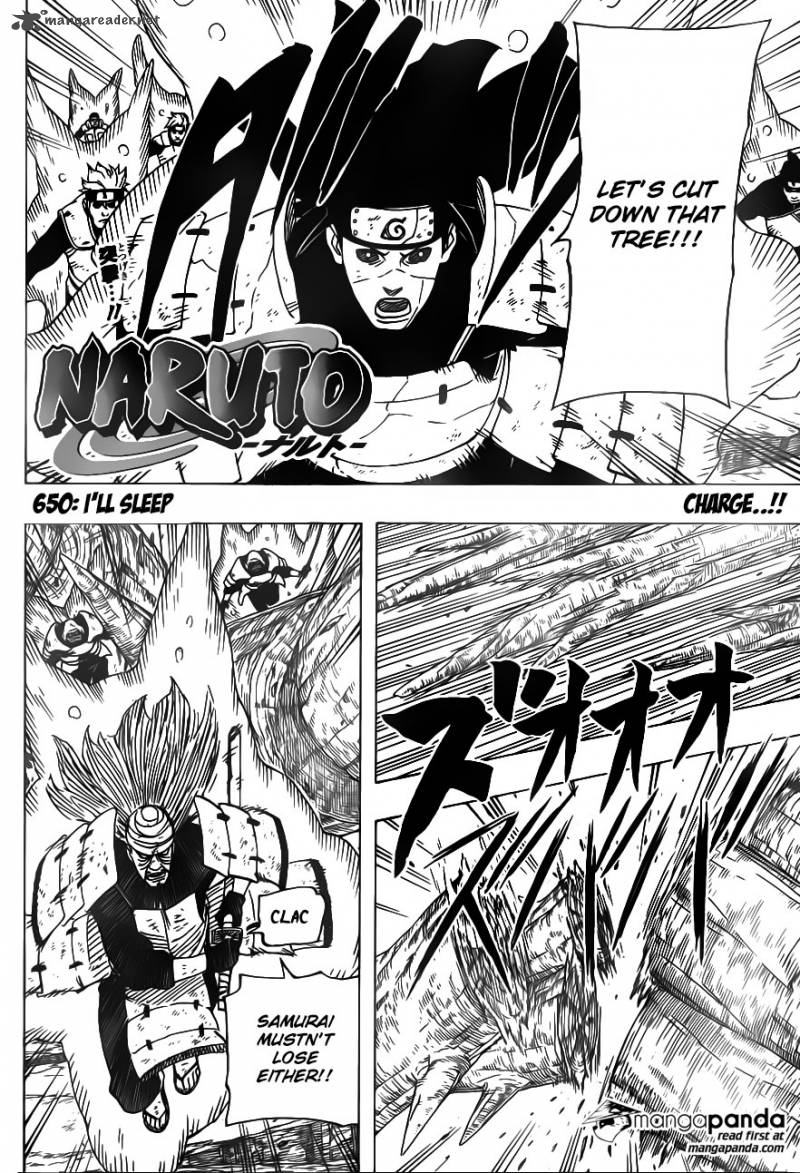 mangareader.net
LET'S CUT
DOWN THAT
TREE!!!
NARUTO
-ナルト-
650: I'LL SLEEP
CHARGE..!!
ズオオオ
CLAC
SAMURAI
MUSTN'T
LOSE
EITHER!!
mangapanda
read first at
mangapanda.com